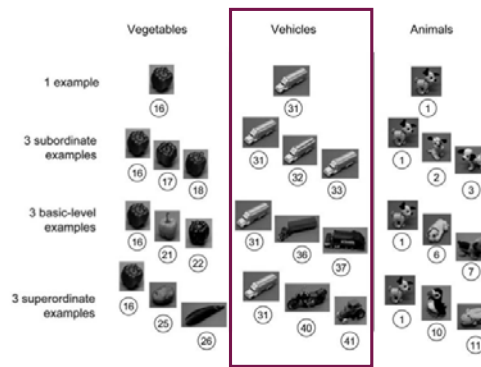 Vegetables Vehicles Animals
1 example
16 31 1
3 subordinate
examples
16 17 18 31 32 33 1 2 3
3 basic-level
examples
16 21 22 31 36 37 1 6 7
3 superordinate
examples
16 25 26 31 40 41 1 10 11